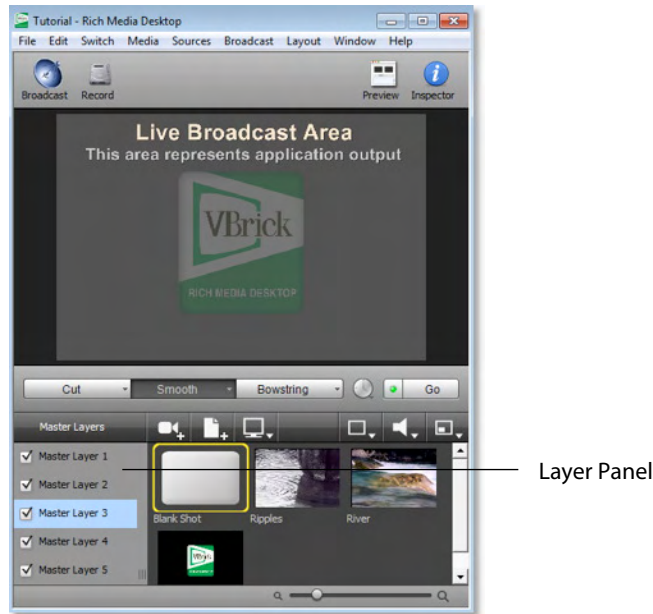 Tutorial - Rich Media Desktop
File Edit Switch Media Sources Broadcast Layout Window Help
Broadcast Record Preview Inspector
Live Broadcast Area
This area represents application output
VBrick
RICH MEDIA DESKTOP
Cut Smooth Bowstring Go
Master Layers
Master Layer 1
Layer Panel
Master Layer 2
Master Layer 3
Blank Shot Ripples River
Master Layer 4
VBrick
Master Layer 5